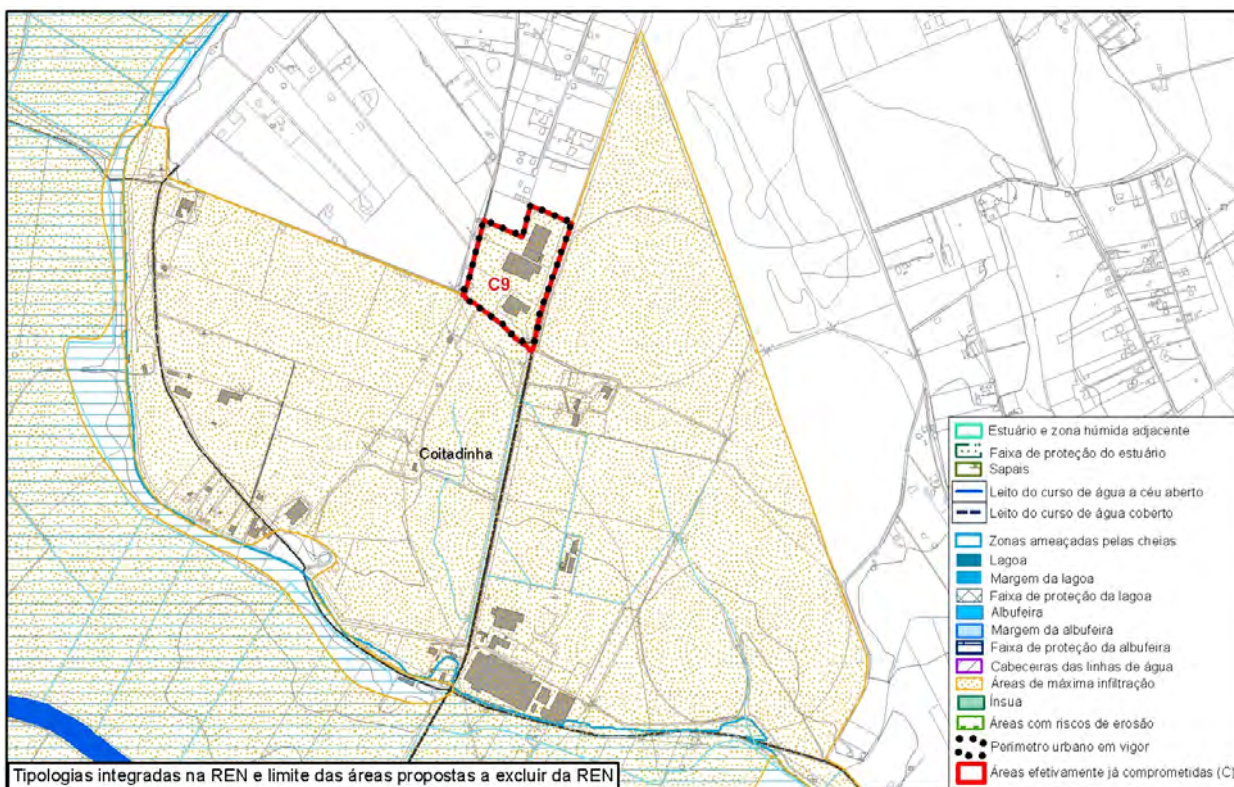 C9
Coitadinha
Estuário e zona húmida adjacente
Faixa de proteção do estuário
Sapais
Leito do curso de água a céu aberto
Leito do curso de água coberto
Zonas ameaçadas pelas cheias
Lagoa
Margem da lagoa
Faixa de proteção da lagoa
Albufeira
Margem da albufeira
Faixa de proteção da albufeira
Cabeceiras das linhas de água
Áreas de máxima infiltração
Ínsua
Áreas com riscos de erosão
Perímetro urbano em vigor
Áreas efetivamente já comprometidas (C)
Tipologias integradas na REN e limite das áreas propostas a excluir da REN